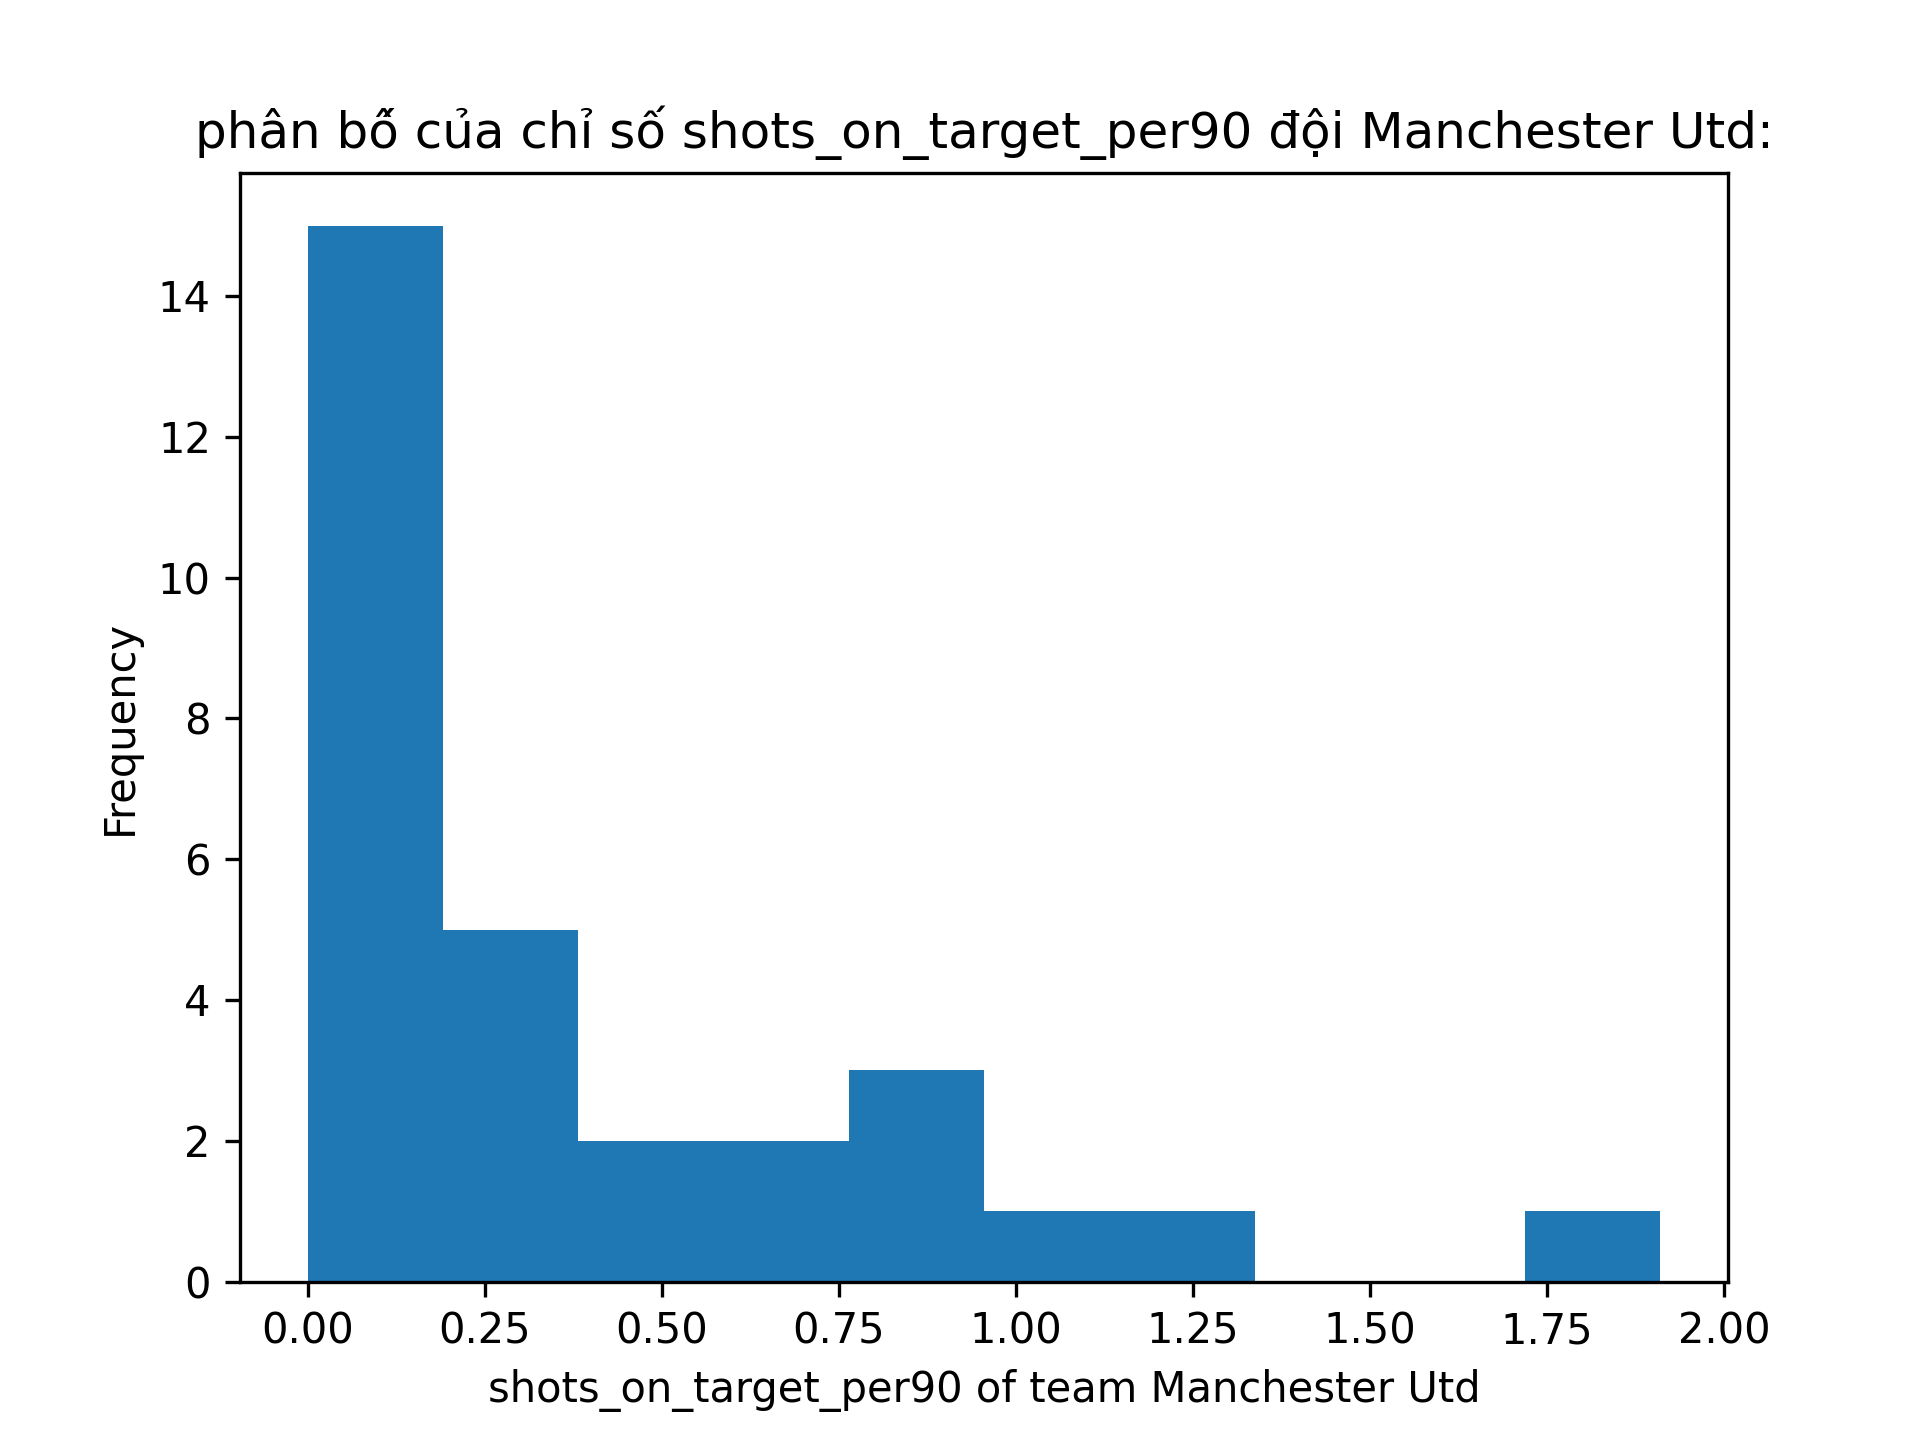 phân bố của chỉ số shots_on_target_per90 đội Manchester Utd:
14
12
10
8
6
4
2
0
Frequency
0.00 0.25 0.50 0.75 1.00 1.25 1.50 1.75 2.00
shots_on_target_per90 of team Manchester Utd